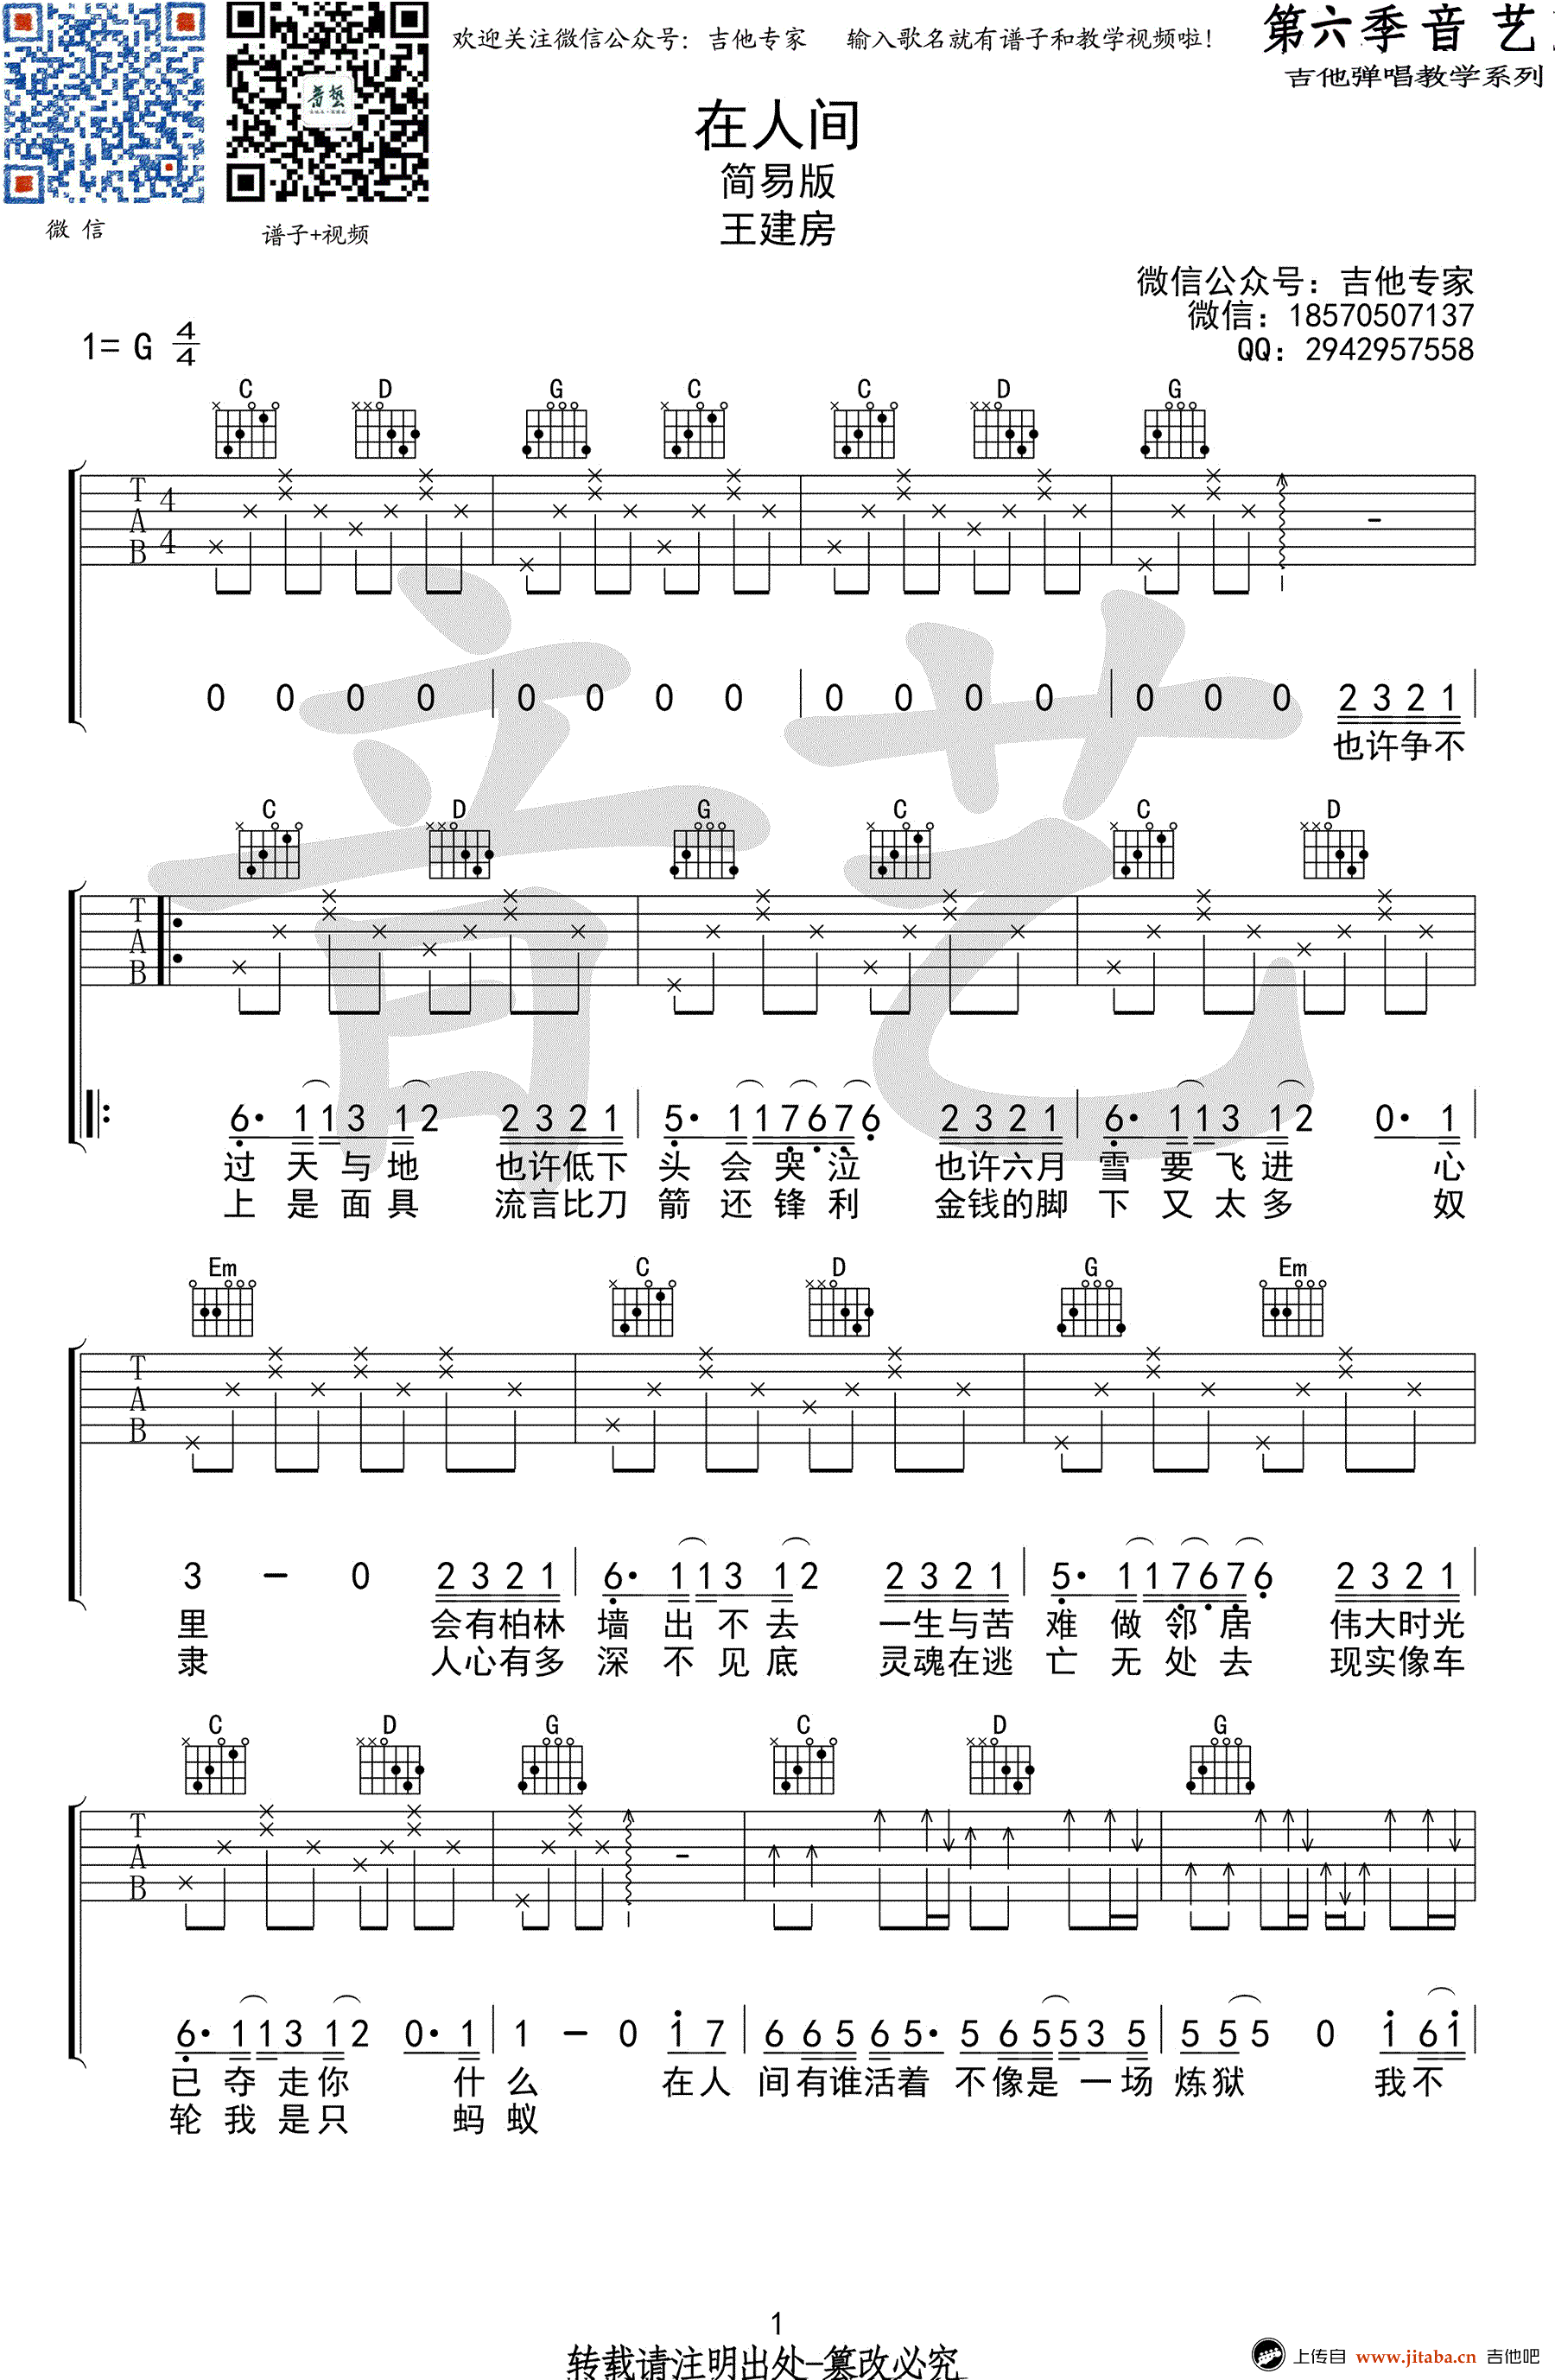 欢迎关注微信公众号：吉他专家 输入歌名就有谱子和教学视频啦！
第六季音艺
吉他弹唱教学系列
音艺
微信
谱子+视频
在人间
简易版
王建房
微信公众号：吉他专家
微信：18570507137
QQ：2942957558
1= G 4/4
C D G C C D G
T A B 4 4
0 0 0 0 | 0 0 0 0 | 0 0 0 0 | 0 0 0 2 3 2 1
也许争不
C D G C C D
T A B
6· 1 1 3 1 2 2 3 2 1 | 5· 1 1 7 6 7 6 2 3 2 1 | 6· 1 1 3 1 2 0· 1
过 天 与 地 也许低下 头 会 哭 泣 也许六月 雪 要 飞 进 心
上 是 面 具 流言比刀 箭 还 锋 利 金钱的脚 下 又 太 多 奴
Em C D G Em
T A B
3 - 0 2 3 2 1 | 6· 1 1 3 1 2 2 3 2 1 | 5· 1 1 7 6 7 6 2 3 2 1
里 会有柏林 墙 出 不 去 一生与苦 难 做 邻 居 伟大时光
隶 人心有多 深 不 见 底 灵魂在逃 亡 无 处 去 现实像车
C D G C D G
T A B
6· 1 1 3 1 2 0· 1 | 1 - 0 1 7 | 6 6 5 6 5· 5 6 5 5 3 5 | 5 5 5 0 1 6 1
已 夺 走 你 什 么 在人 间有谁活着 不像是 一 场 炼狱 我不
轮 我 是 只 蚂 蚁
1
转载请注明出处-篡改必究
上传自 www.jitaba.cn 吉他吧